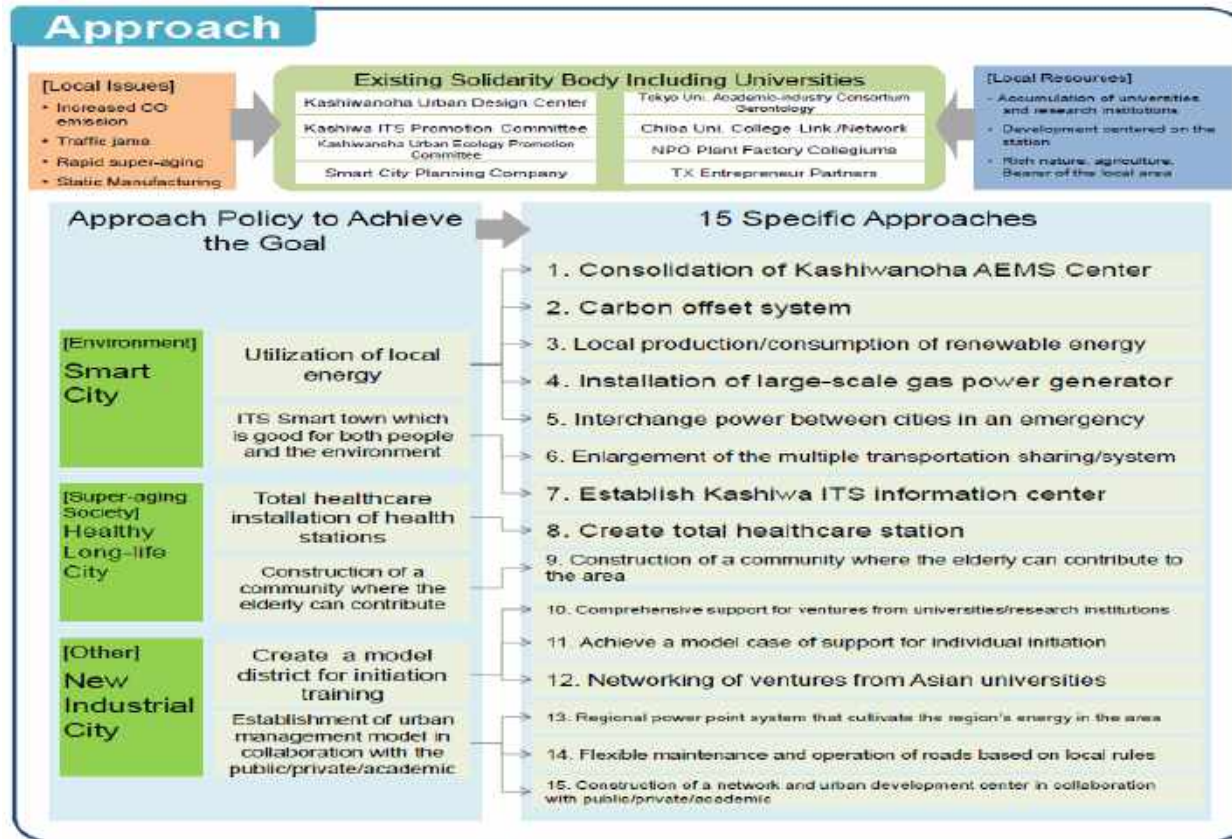 Approach
[Local Issues]
• Increased CO
emission
• Traffic jams
• Rapid super-aging
• Static Manufacturing
Existing Solidarity Body Including Universities
Kashiwanoha Urban Design Center
Kashiwa ITS Promotion Committee
Kashiwanoha Urban Ecology Promotion
Committee
Smart City Planning Company
Tokyo Uni. Academic-Industry Consortium
Gerontology
Chiba Uni. College Link /Network
NPO Plant Factory Collegiums
TX Entrepreneur Partners
[Local Resources]
- Accumulation of universities
and research institutions
• Development centered on the
station
• Rich nature, agriculture,
Bearer of the local area
Approach Policy to Achieve
the Goal
15 Specific Approaches
[Environment]
Smart
City
Utilization of local
energy
ITS Smart town which
is good for both people
and the environment
[Super-aging
Society]
Healthy
Long-life
City
Total healthcare
installation of health
stations
Construction of a
community where the
elderly can contribute
[Other]
New
Industrial
City
Create a model
district for initiation
training
Establishment of urban
management model in
collaboration with the
public/private/academic
1. Consolidation of Kashiwanoha AEMS Center
2. Carbon offset system
3. Local production/consumption of renewable energy
4. Installation of large-scale gas power generator
5. Interchange power between cities in an emergency
6. Enlargement of the multiple transportation sharing/system
7. Establish Kashiwa ITS information center
8. Create total healthcare station
9. Construction of a community where the elderly can contribute to
the area
10. Comprehensive support for ventures from universities/research institutions
11. Achieve a model case of support for individual initiation
12. Networking of ventures from Asian universities
13. Regional power point system that cultivate the region's energy in the area
14. Flexible maintenance and operation of roads based on local rules
15. Construction of a network and urban development center in collaboration
with public/private/academic